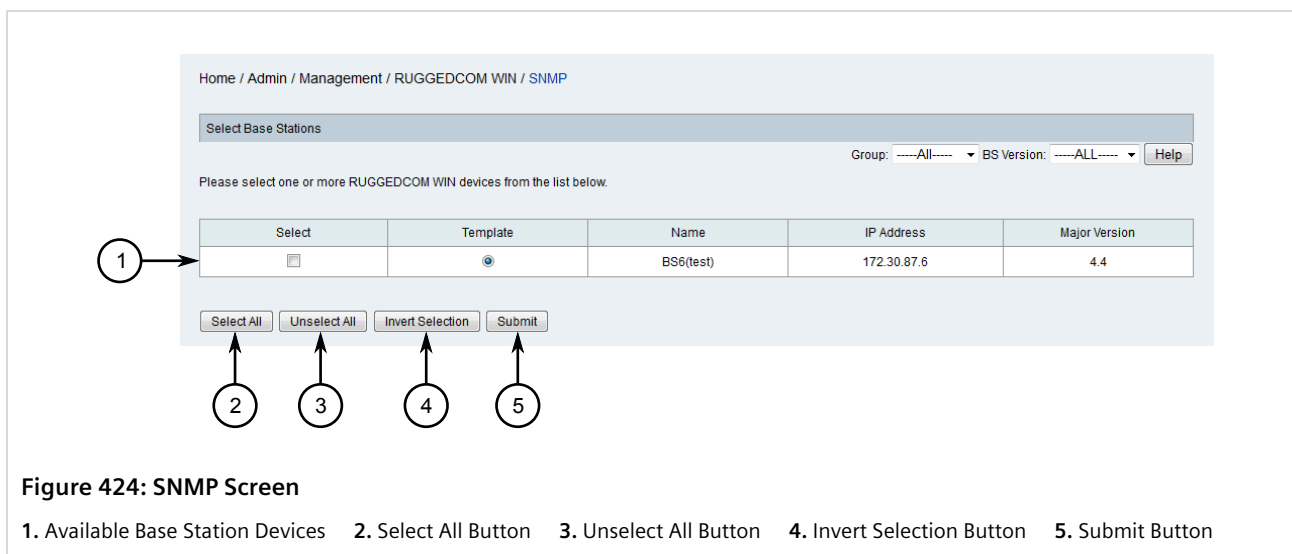 Home / Admin / Management / RUGGEDCOM WIN / SNMP
Select Base Stations
Group: -----All----- BS Version: -----ALL----- Help
Please select one or more RUGGEDCOM WIN devices from the list below.
Select Template Name IP Address Major Version
1 BS6(test) 172.30.87.6 4.4
Select All Unselect All Invert Selection Submit
2 3 4 5
Figure 424: SNMP Screen
1. Available Base Station Devices 2. Select All Button 3. Unselect All Button 4. Invert Selection Button 5. Submit Button